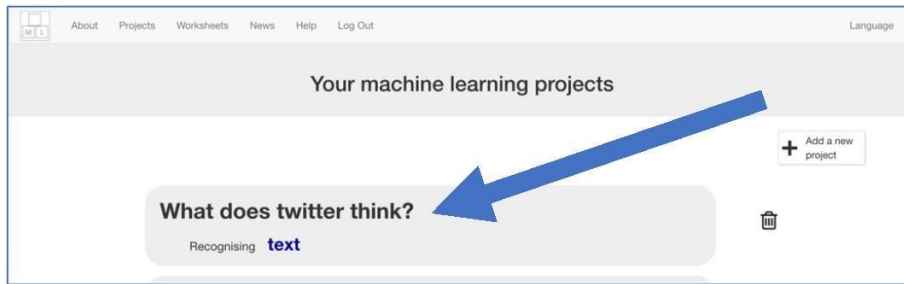 M L
About Projects Worksheets News Help Log Out Language
Your machine learning projects
+ Add a new
project
What does twitter think?
Recognising text